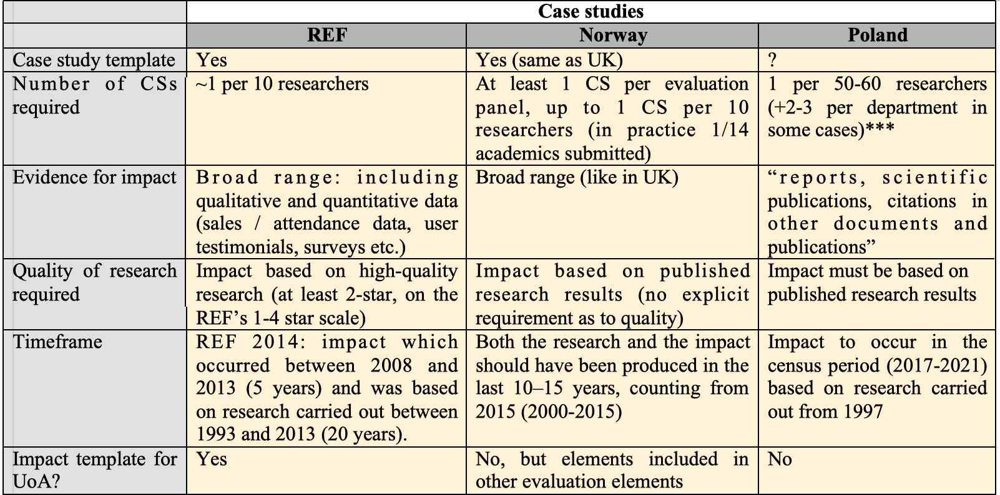 Case studies
REF Norway Poland
Case study template Yes Yes (same as UK) ?
Number of CSs
required
~1 per 10 researchers
At least 1 CS per evaluation
panel, up to 1 CS per 10
researchers (in practice 1/14
academics submitted)
1 per 50-60 researchers
(+2-3 per department in
some cases)***
Evidence for impact
Broad range: including
qualitative and quantitative data
(sales / attendance data, user
testimonials, surveys etc.)
Broad range (like in UK)
“reports, scientific
publications, citations in
other documents and
publications”
Quality of research
required
Impact based on high-quality
research (at least 2-star, on the
REF’s 1-4 star scale)
Impact based on published
research results (no explicit
requirement as to quality)
Impact must be based on
published research results
Timeframe
REF 2014: impact which
occurred between 2008 and
2013 (5 years) and was based
on research carried out between
1993 and 2013 (20 years).
Both the research and the impact
should have been produced in the
last 10–15 years, counting from
2015 (2000-2015)
Impact to occur in the
census period (2017-2021)
based on research carried
out from 1997
Impact template for
UoA?
Yes
No, but elements included in
other evaluation elements
No